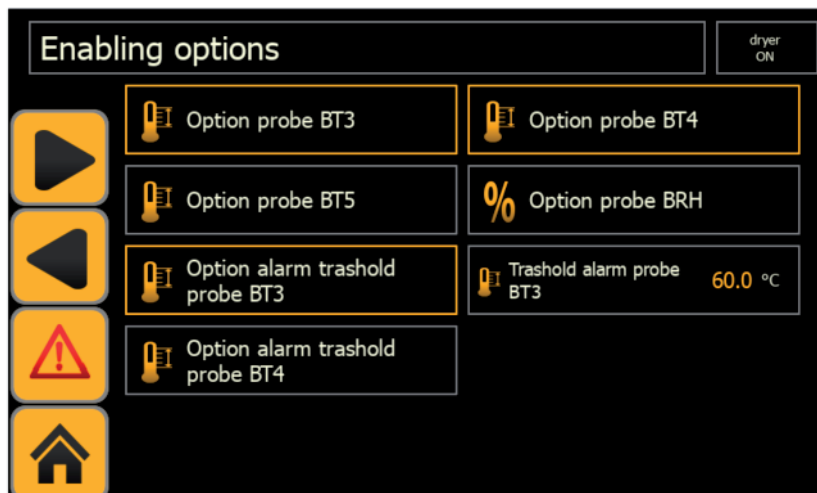 Enabling options
dryer
ON
Option probe BT3
Option probe BT4
Option probe BT5
% Option probe BRH
Option alarm trashold
probe BT3
Trashold alarm probe
BT3
60.0 °C
Option alarm trashold
probe BT4